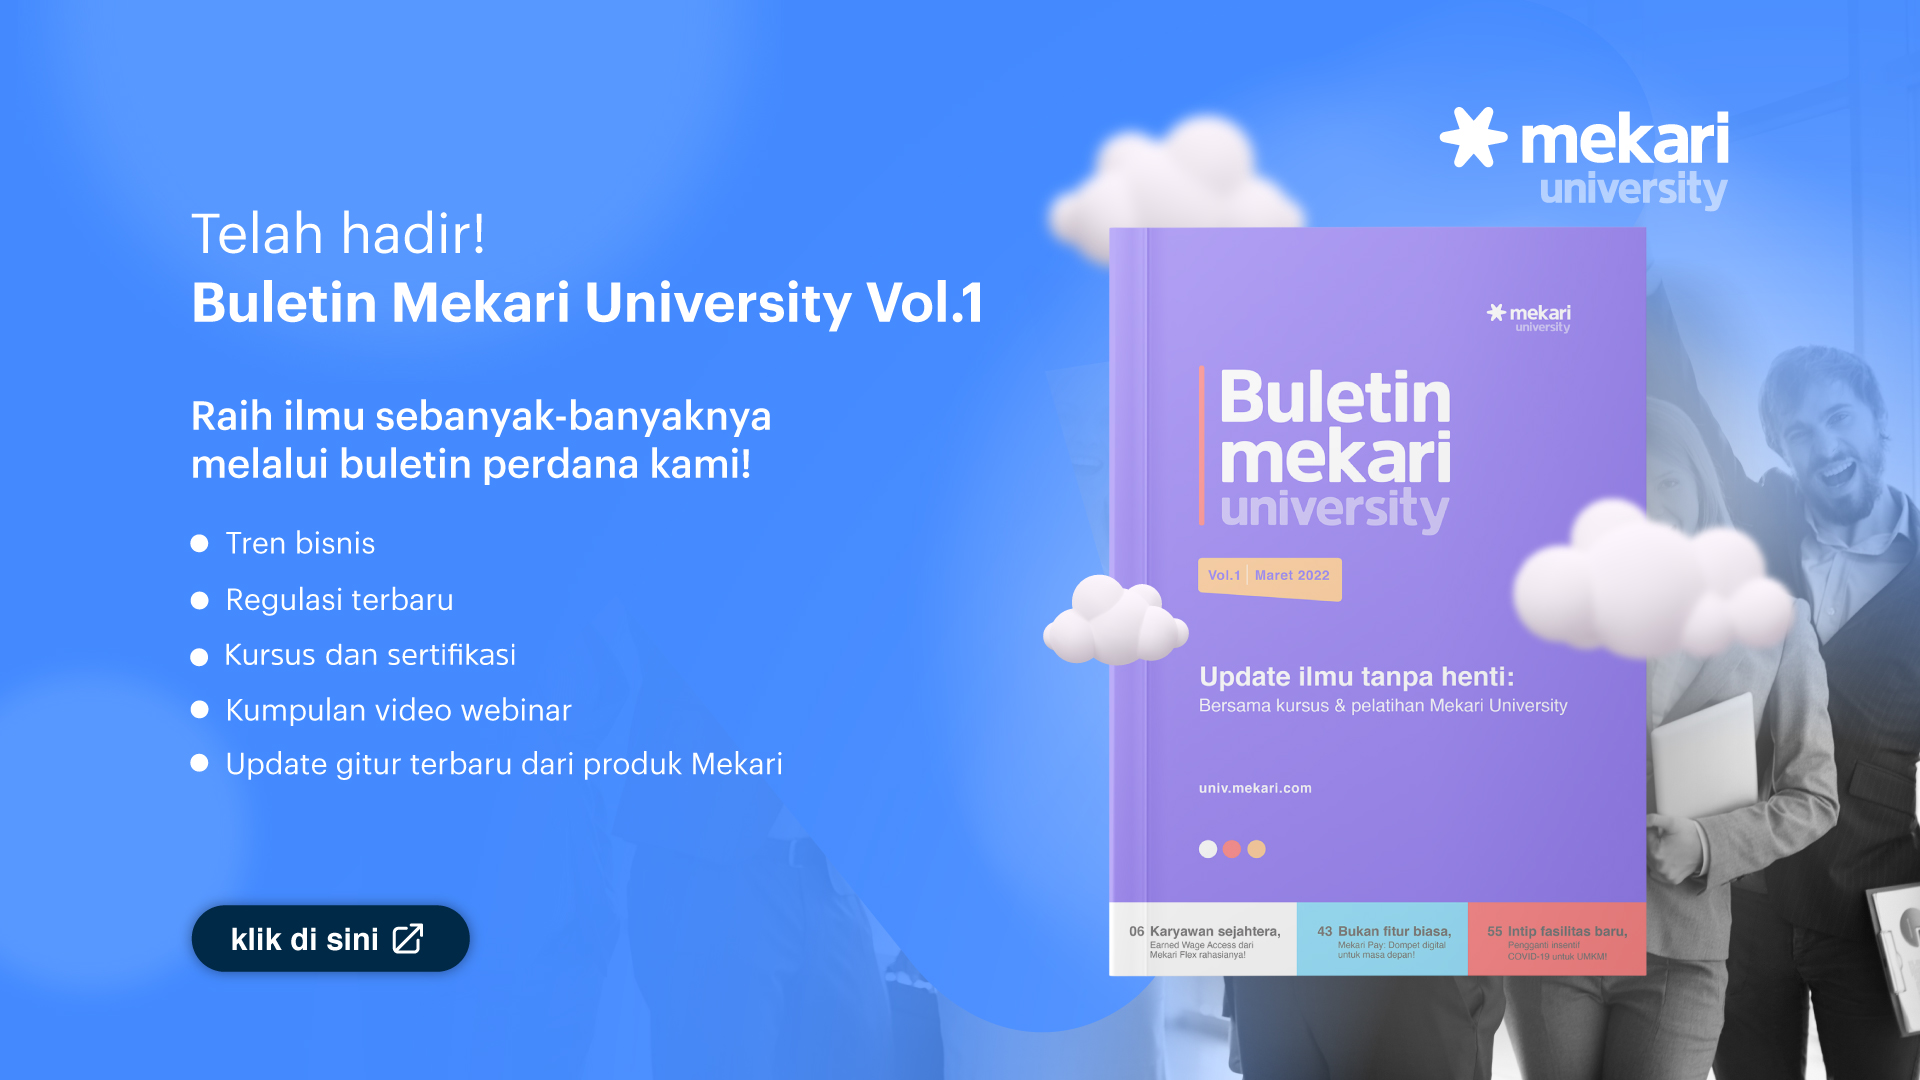 mekari
university
Telah hadir!
Buletin Mekari University Vol.1
Raih ilmu sebanyak-banyaknya
melalui buletin perdana kami!
Tren bisnis
Regulasi terbaru
Kursus dan sertifikasi
Kumpulan video webinar
Update gitur terbaru dari produk Mekari
klik di sini
mekari
university
Buletin
mekari
university
Vol.1 | Maret 2022
Update ilmu tanpa henti:
Bersama kursus & pelatihan Mekari University
univ.mekari.com
06 Karyawan sejahtera,
Earned Wage Access dari
Mekari Flex rahasianya!
43 Bukan fitur biasa,
Mekari Pay: Dompet digital
untuk masa depan!
55 Intip fasilitas baru,
Pengganti insentif
COVID-19 untuk UMKM!